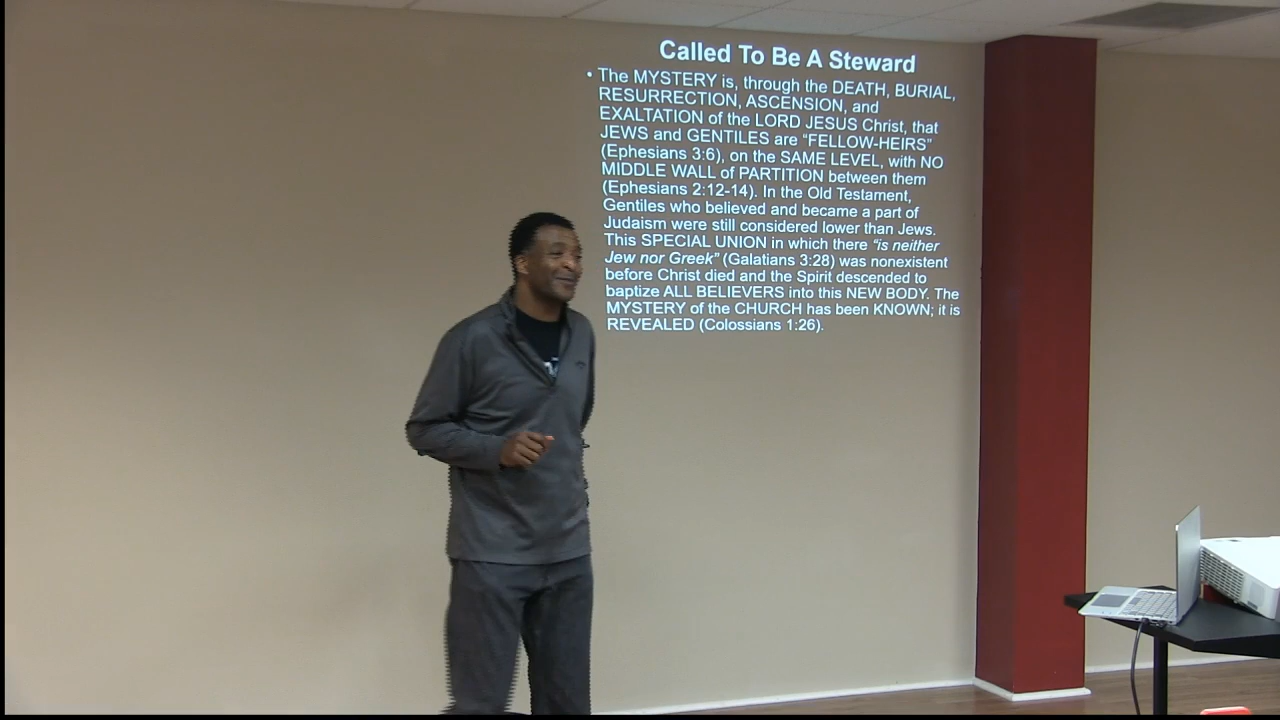 Called To Be A Steward
• The MYSTERY is, through the DEATH, BURIAL,
RESURRECTION, ASCENSION, and
EXALTATION of the LORD JESUS Christ, that
JEWS and GENTILES are “FELLOW-HEIRS”
(Ephesians 3:6), on the SAME LEVEL, with NO
MIDDLE WALL of PARTITION between them
(Ephesians 2:12-14). In the Old Testament,
Gentiles who believed and became a part of
Judaism were still considered lower than Jews.
This SPECIAL UNION in which there “is neither
Jew nor Greek” (Galatians 3:28) was nonexistent
before Christ died and the Spirit descended to
baptize ALL BELIEVERS into this NEW BODY. The
MYSTERY of the CHURCH has been KNOWN; it is
REVEALED (Colossians 1:26).